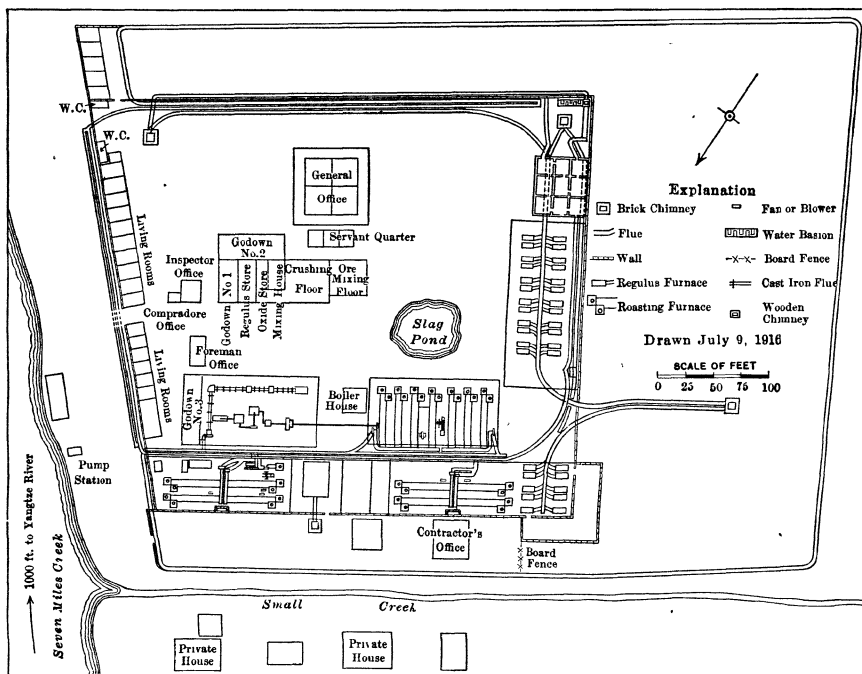 W.C.
W.C.
General
Office
Servant Quarter
Living Rooms
Inspector
Office
Godown
No.2
Godown No 1
Regulus Store
Oxide Store
Mixing House
Crushing
Floor
Ore
Mixing
Floor
Compradore
Office
Foreman
Office
Slag
Pond
Living Rooms
Godown
No.3
Boiler
House
Pump
Station
Contractor's
Office
Board
Fence
Explanation
Brick Chimney
Fan or Blower
Flue
Water Basion
Wall
Board Fence
Regulus Furnace
Cast Iron Flue
Roasting Furnace
Wooden
Chimney
Drawn July 9, 1916
SCALE OF FEET
0 25 50 75 100
1000 ft. to Yangtze River
Seven Miles Creek
Small Creek
Private
House
Private
House